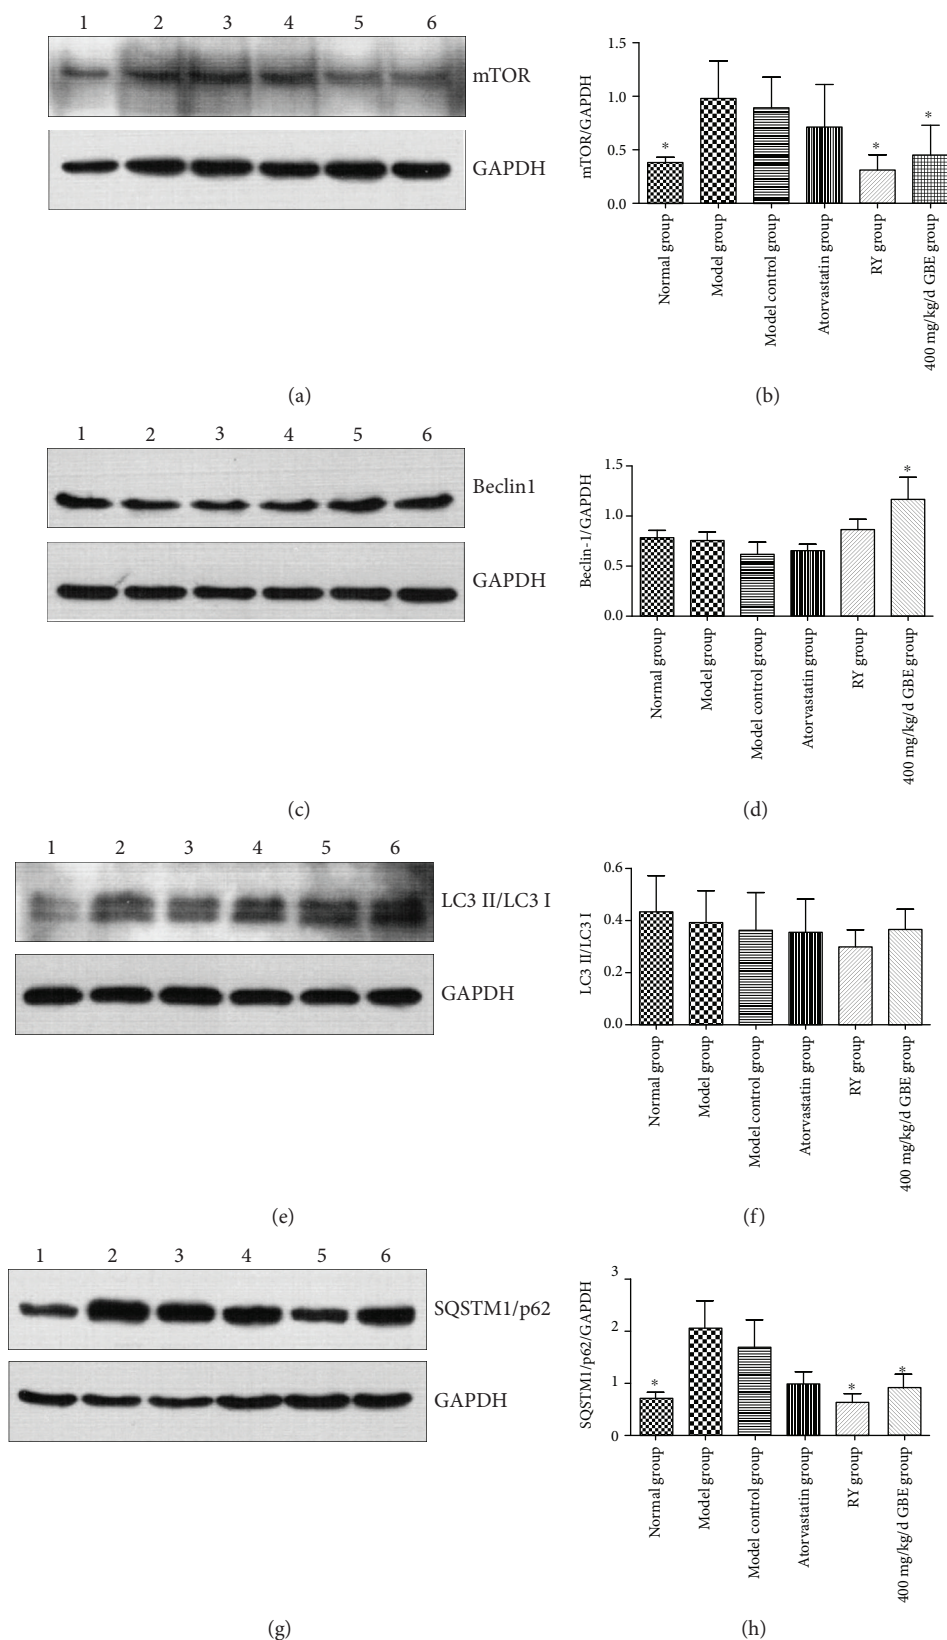 1 2 3 4 5 6
mTOR
GAPDH
(a)
mTOR/GAPDH
1.5
1.0
0.5
0.0
*
*
*
Normal group
Model group
Model control group
Atorvastatin group
RY group
400 mg/kg/d GBE group
(b)
1 2 3 4 5 6
Beclin1
GAPDH
(c)
Beclin-1/GAPDH
1.5
1.0
0.5
0.0
*
Normal group
Model group
Model control group
Atorvastatin group
RY group
400 mg/kg/d GBE group
(d)
1 2 3 4 5 6
LC3 II/LC3 I
GAPDH
(e)
LC3 II/LC3 I
0.6
0.4
0.2
0.0
Normal group
Model group
Model control group
Atorvastatin group
RY group
400 mg/kg/d GBE group
(f)
1 2 3 4 5 6
SQSTM1/p62
GAPDH
(g)
SQSTM1/p62/GAPDH
3
2
1
0
*
*
*
Normal group
Model group
Model control group
Atorvastatin group
RY group
400 mg/kg/d GBE group
(h)